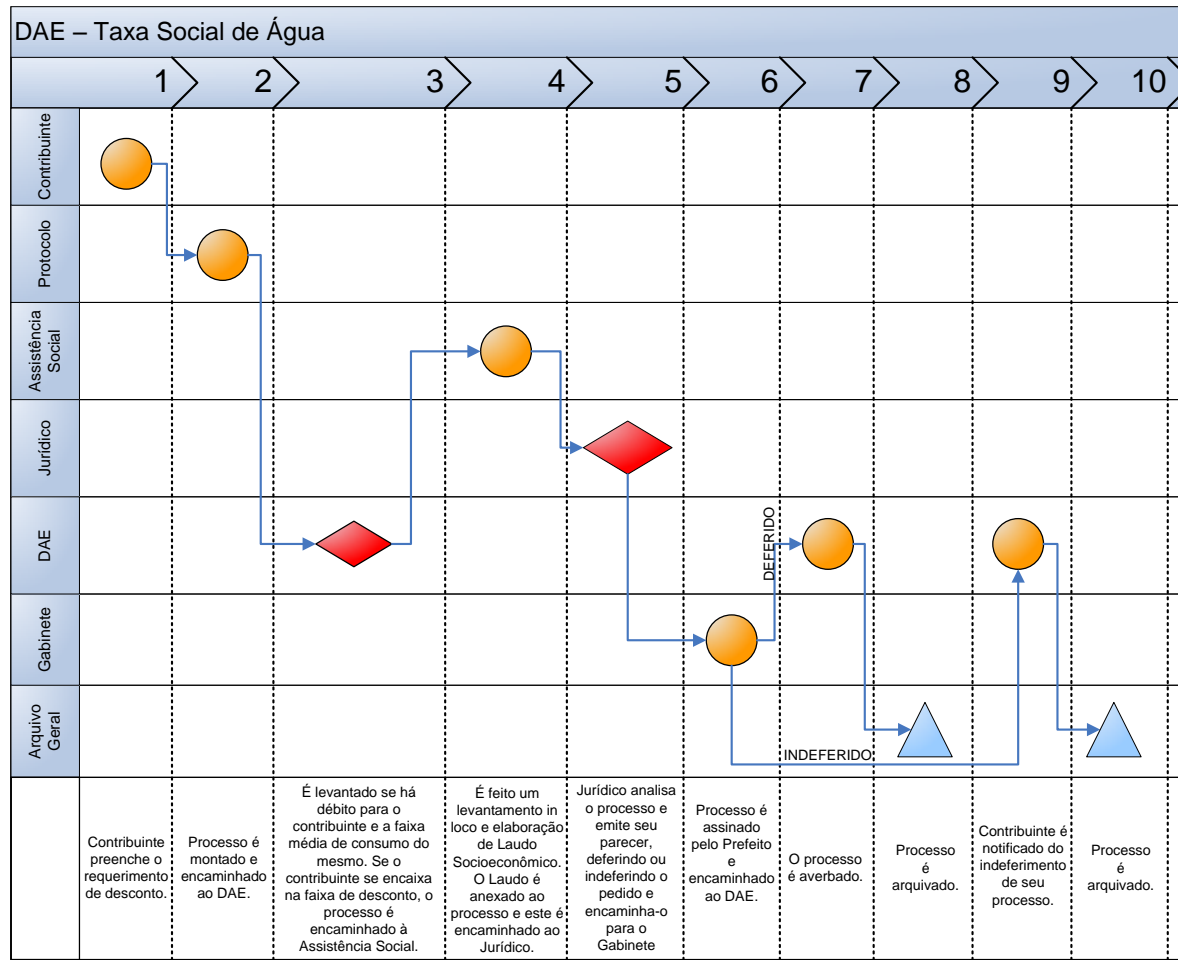 DAE – Taxa Social de Água
1
2
3
4
5
6
7
8
9
10
Contribuinte
Protocolo
Assistência
Social
Jurídico
DAE
Gabinete
Arquivo
Geral
DEFERIDO
INDEFERIDO
Contribuinte
preenche o
requerimento
de desconto.
Processo é
montado e
encaminhado
ao DAE.
É levantado se há
débito para o
contribuinte e a faixa
média de consumo do
mesmo. Se o
contribuinte se encaixa
na faixa de desconto, o
processo é
encaminhado à
Assistência Social.
É feito um
levantamento in
loco e elaboração
de Laudo
Socioeconômico.
O Laudo é
anexado ao
processo e este é
encaminhado ao
Jurídico.
Jurídico analisa
o processo e
emite seu
parecer,
deferindo ou
indeferindo o
pedido e
encaminha-o
para o
Gabinete
Processo é
assinado
pelo Prefeito
e
encaminhado
ao DAE.
O processo
é averbado.
Processo
é
arquivado.
Contribuinte é
notificado do
indeferimento
de seu
processo.
Processo
é
arquivado.